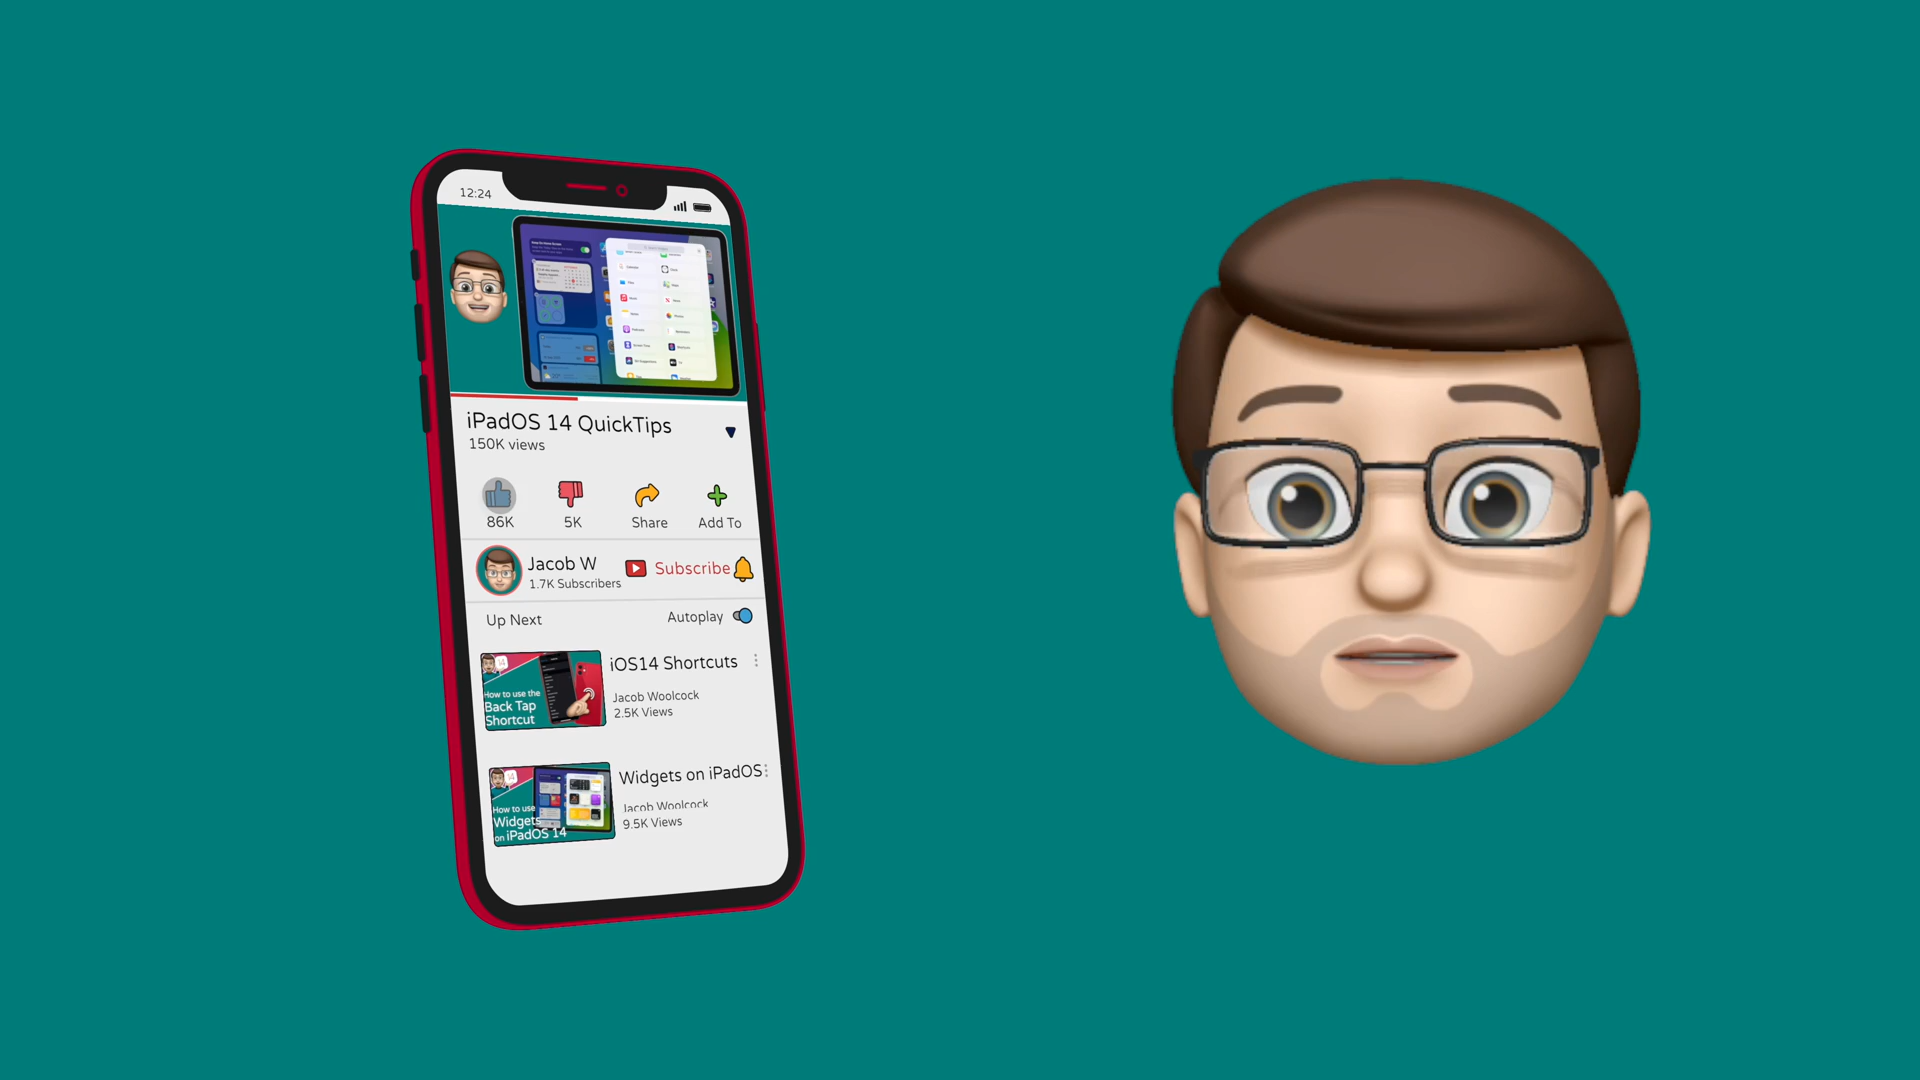 12:24
iPadOS 14 QuickTips
150K views
86K
5K
Share
Add To
Jacob W
1.7K Subscribers
Subscribe
Up Next
Autoplay
How to use the
Back Tap
Shortcut
iOS14 Shortcuts
Jacob Woolcock
2.5K Views
How to use
Widgets
on iPadOS 14
Widgets on iPadOS
Jacob Woolcock
9.5K Views